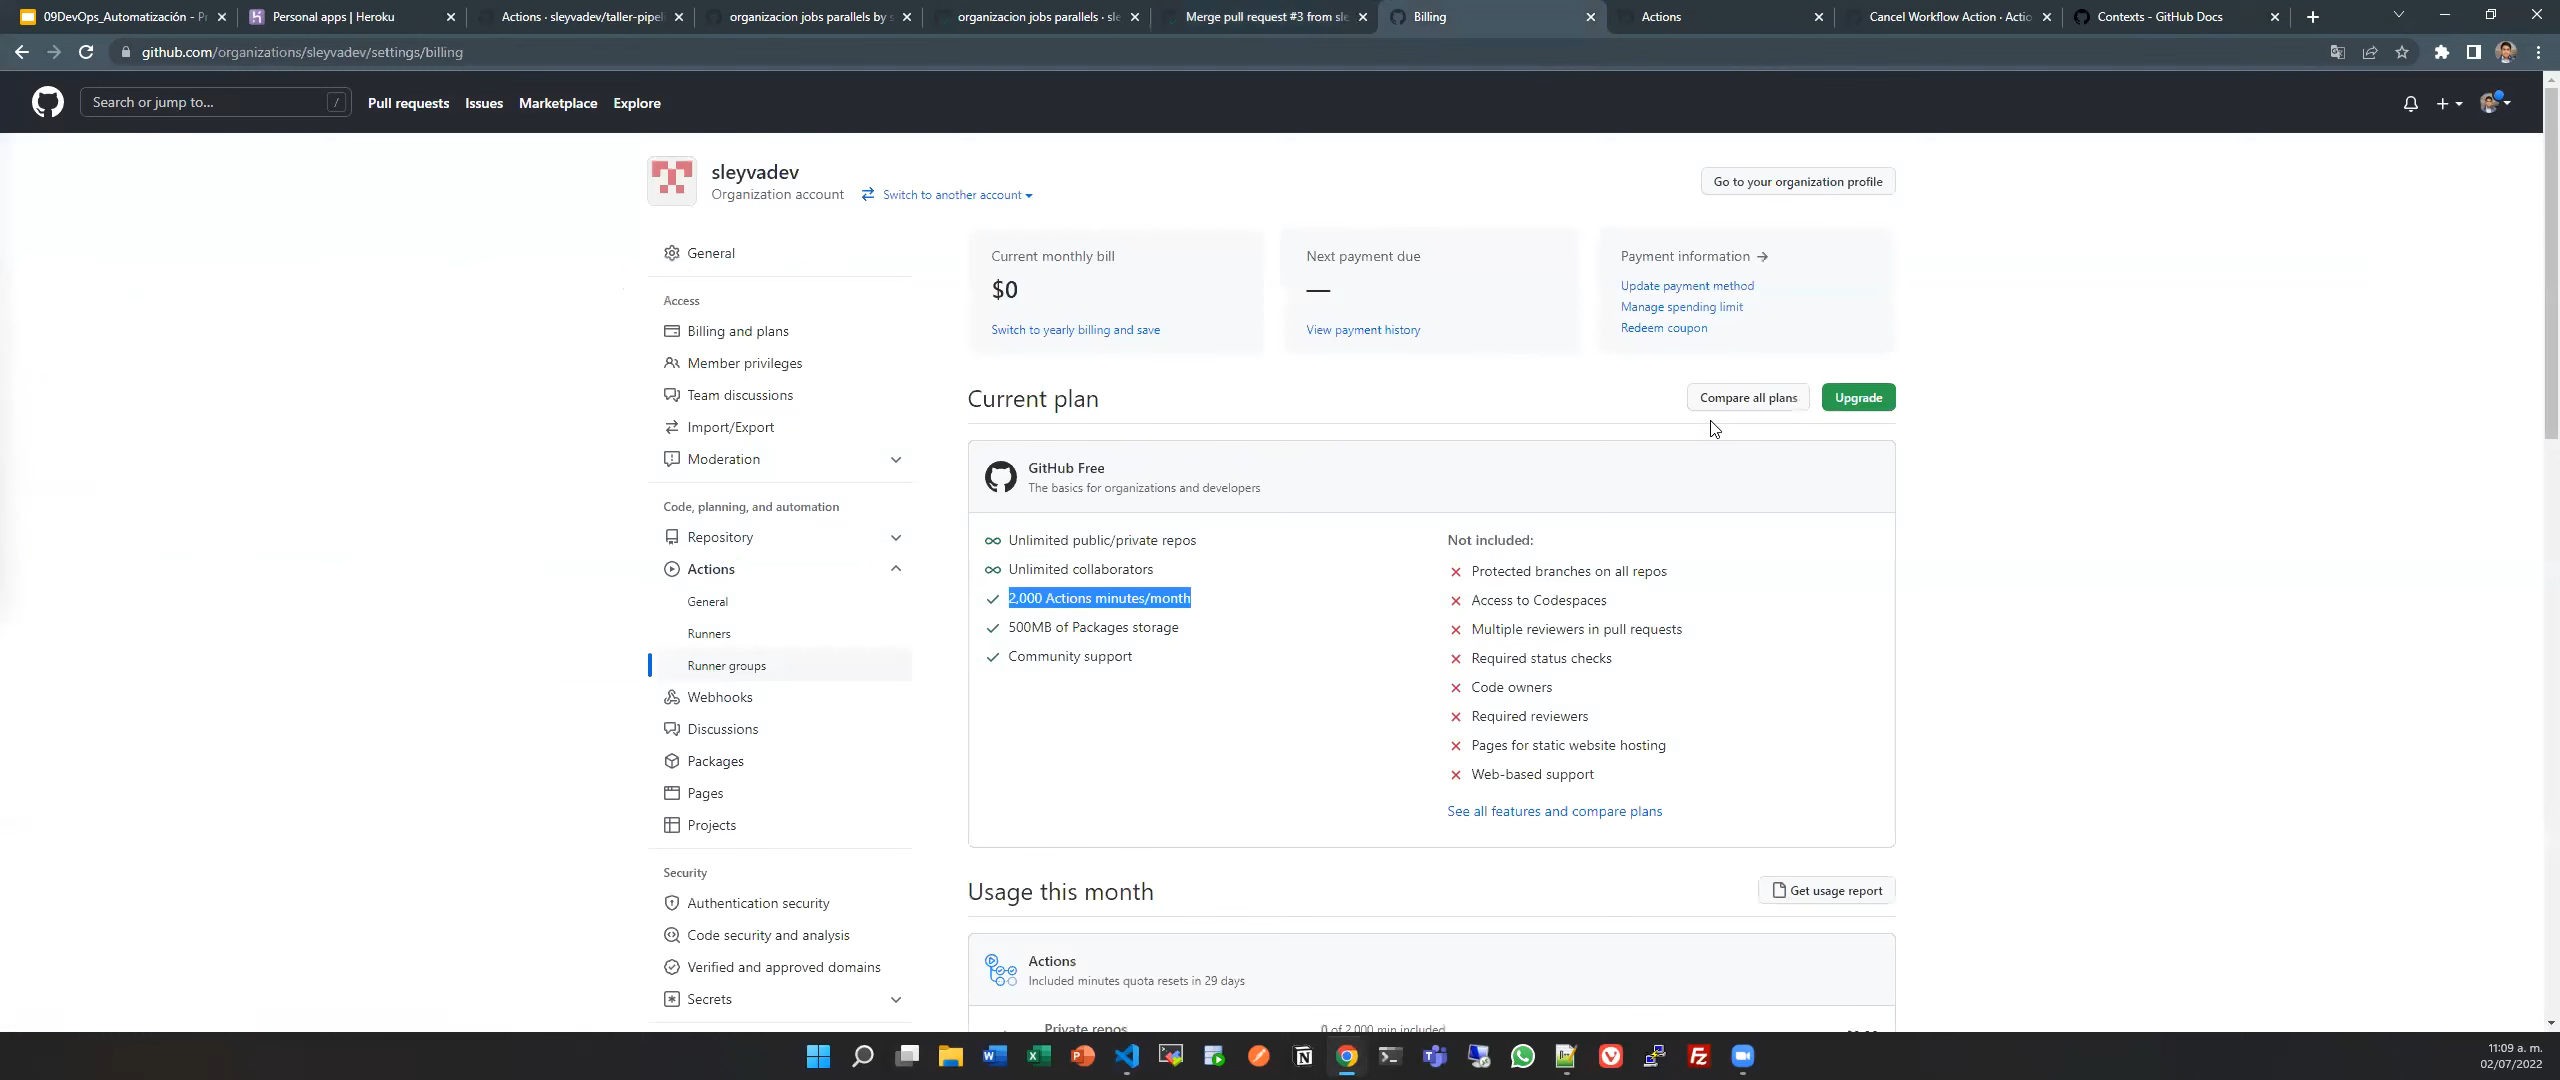 09DevOps_Automatización - Pr
Personal apps | Heroku
Actions · sleyvadev/taller-pipeli
organizacion jobs parallels by s
organizacion jobs parallels · sle
Merge pull request #3 from sle
Billing
Actions
Cancel Workflow Action · Actio
Contexts - GitHub Docs
github.com/organizations/sleyvadev/settings/billing
Search or jump to...
/
Pull requests
Issues
Marketplace
Explore
sleyvadev
Organization account
Switch to another account
Go to your organization profile
General
Access
Billing and plans
Member privileges
Team discussions
Import/Export
Moderation
Code, planning, and automation
Repository
Actions
General
Runners
Runner groups
Webhooks
Discussions
Packages
Pages
Projects
Security
Authentication security
Code security and analysis
Verified and approved domains
Secrets
Current monthly bill
$0
Switch to yearly billing and save
Next payment due
—
View payment history
Payment information
Update payment method
Manage spending limit
Redeem coupon
Current plan
Compare all plans
Upgrade
GitHub Free
The basics for organizations and developers
Unlimited public/private repos
Unlimited collaborators
2,000 Actions minutes/month
500MB of Packages storage
Community support
Not included:
Protected branches on all repos
Access to Codespaces
Multiple reviewers in pull requests
Required status checks
Code owners
Required reviewers
Pages for static website hosting
Web-based support
See all features and compare plans
Usage this month
Get usage report
Actions
Included minutes quota resets in 29 days
Private repos
0 of 2,000 min included
11:09 a. m.
02/07/2022